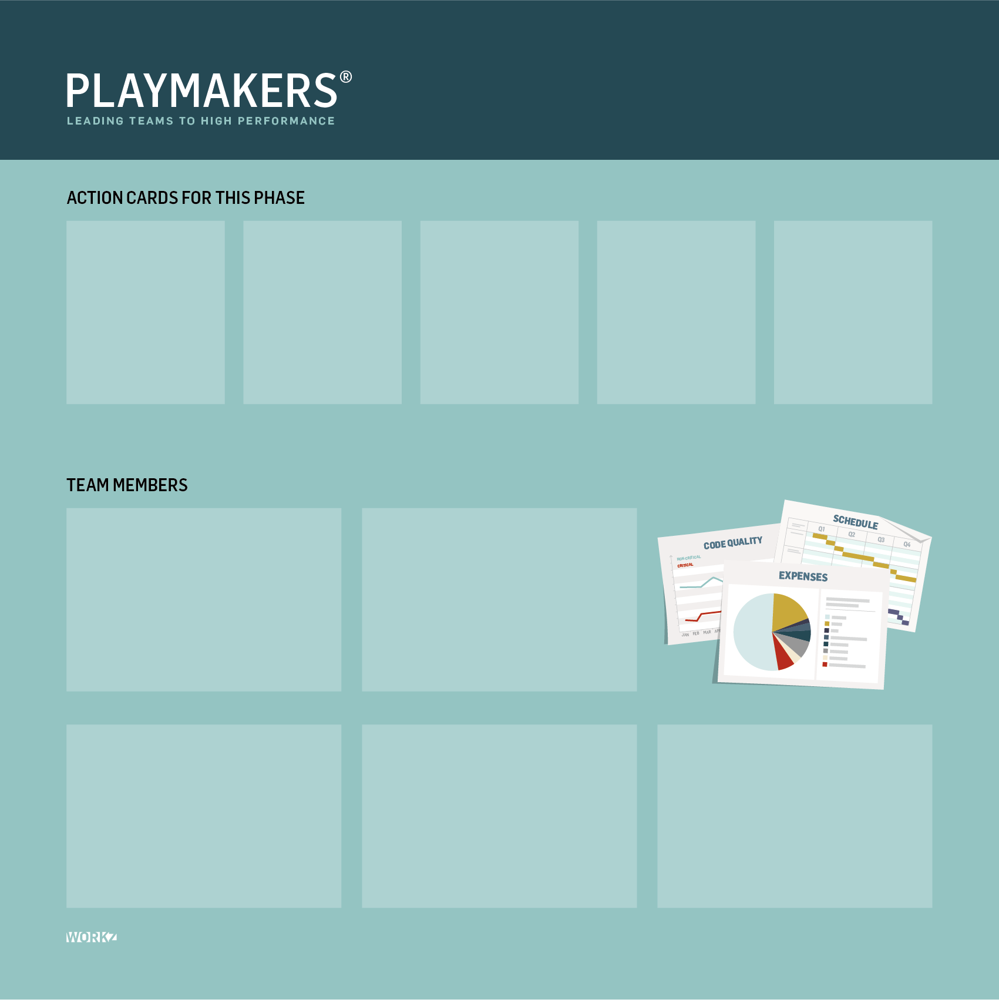 PLAYMAKERS®
LEADING TEAMS TO HIGH PERFORMANCE
ACTION CARDS FOR THIS PHASE
TEAM MEMBERS
SCHEDULE
Q1 Q2 Q3 Q4
CODE QUALITY
NON-CRITICAL
CRITICAL
JAN FEB MAR
EXPENSES
WORKZ